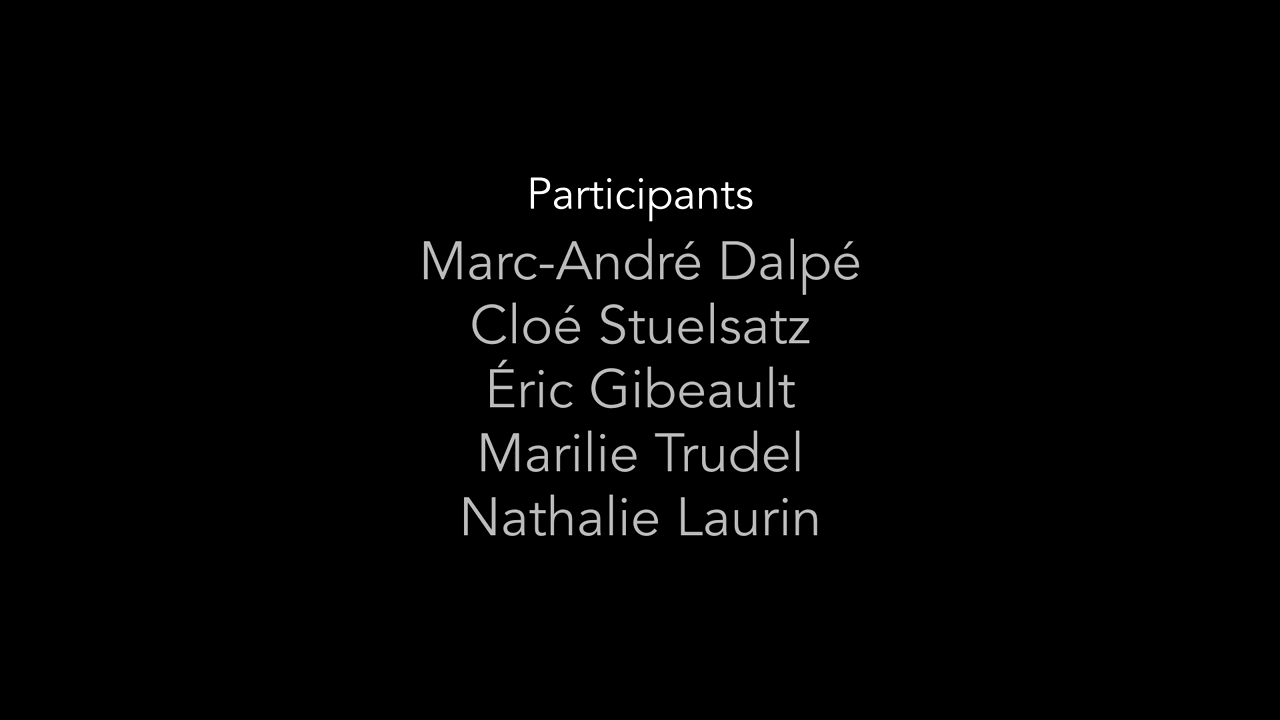 Participants
Marc-André Dalpé
Cloé Stuelsatz
Éric Gibeault
Marilie Trudel
Nathalie Laurin